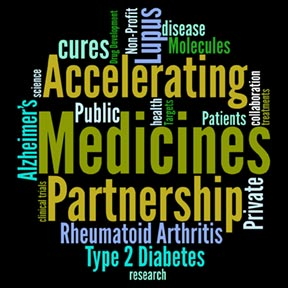 Drug Development
Non-Profit
Lupus
disease
cures
Molecules
science
Accelerating
collaboration
Alzheimer's
Public
health
Targets
Patients
treatments
Medicines
clinical trials
Partnership
Private
Rheumatoid Arthritis
Type 2 Diabetes
research